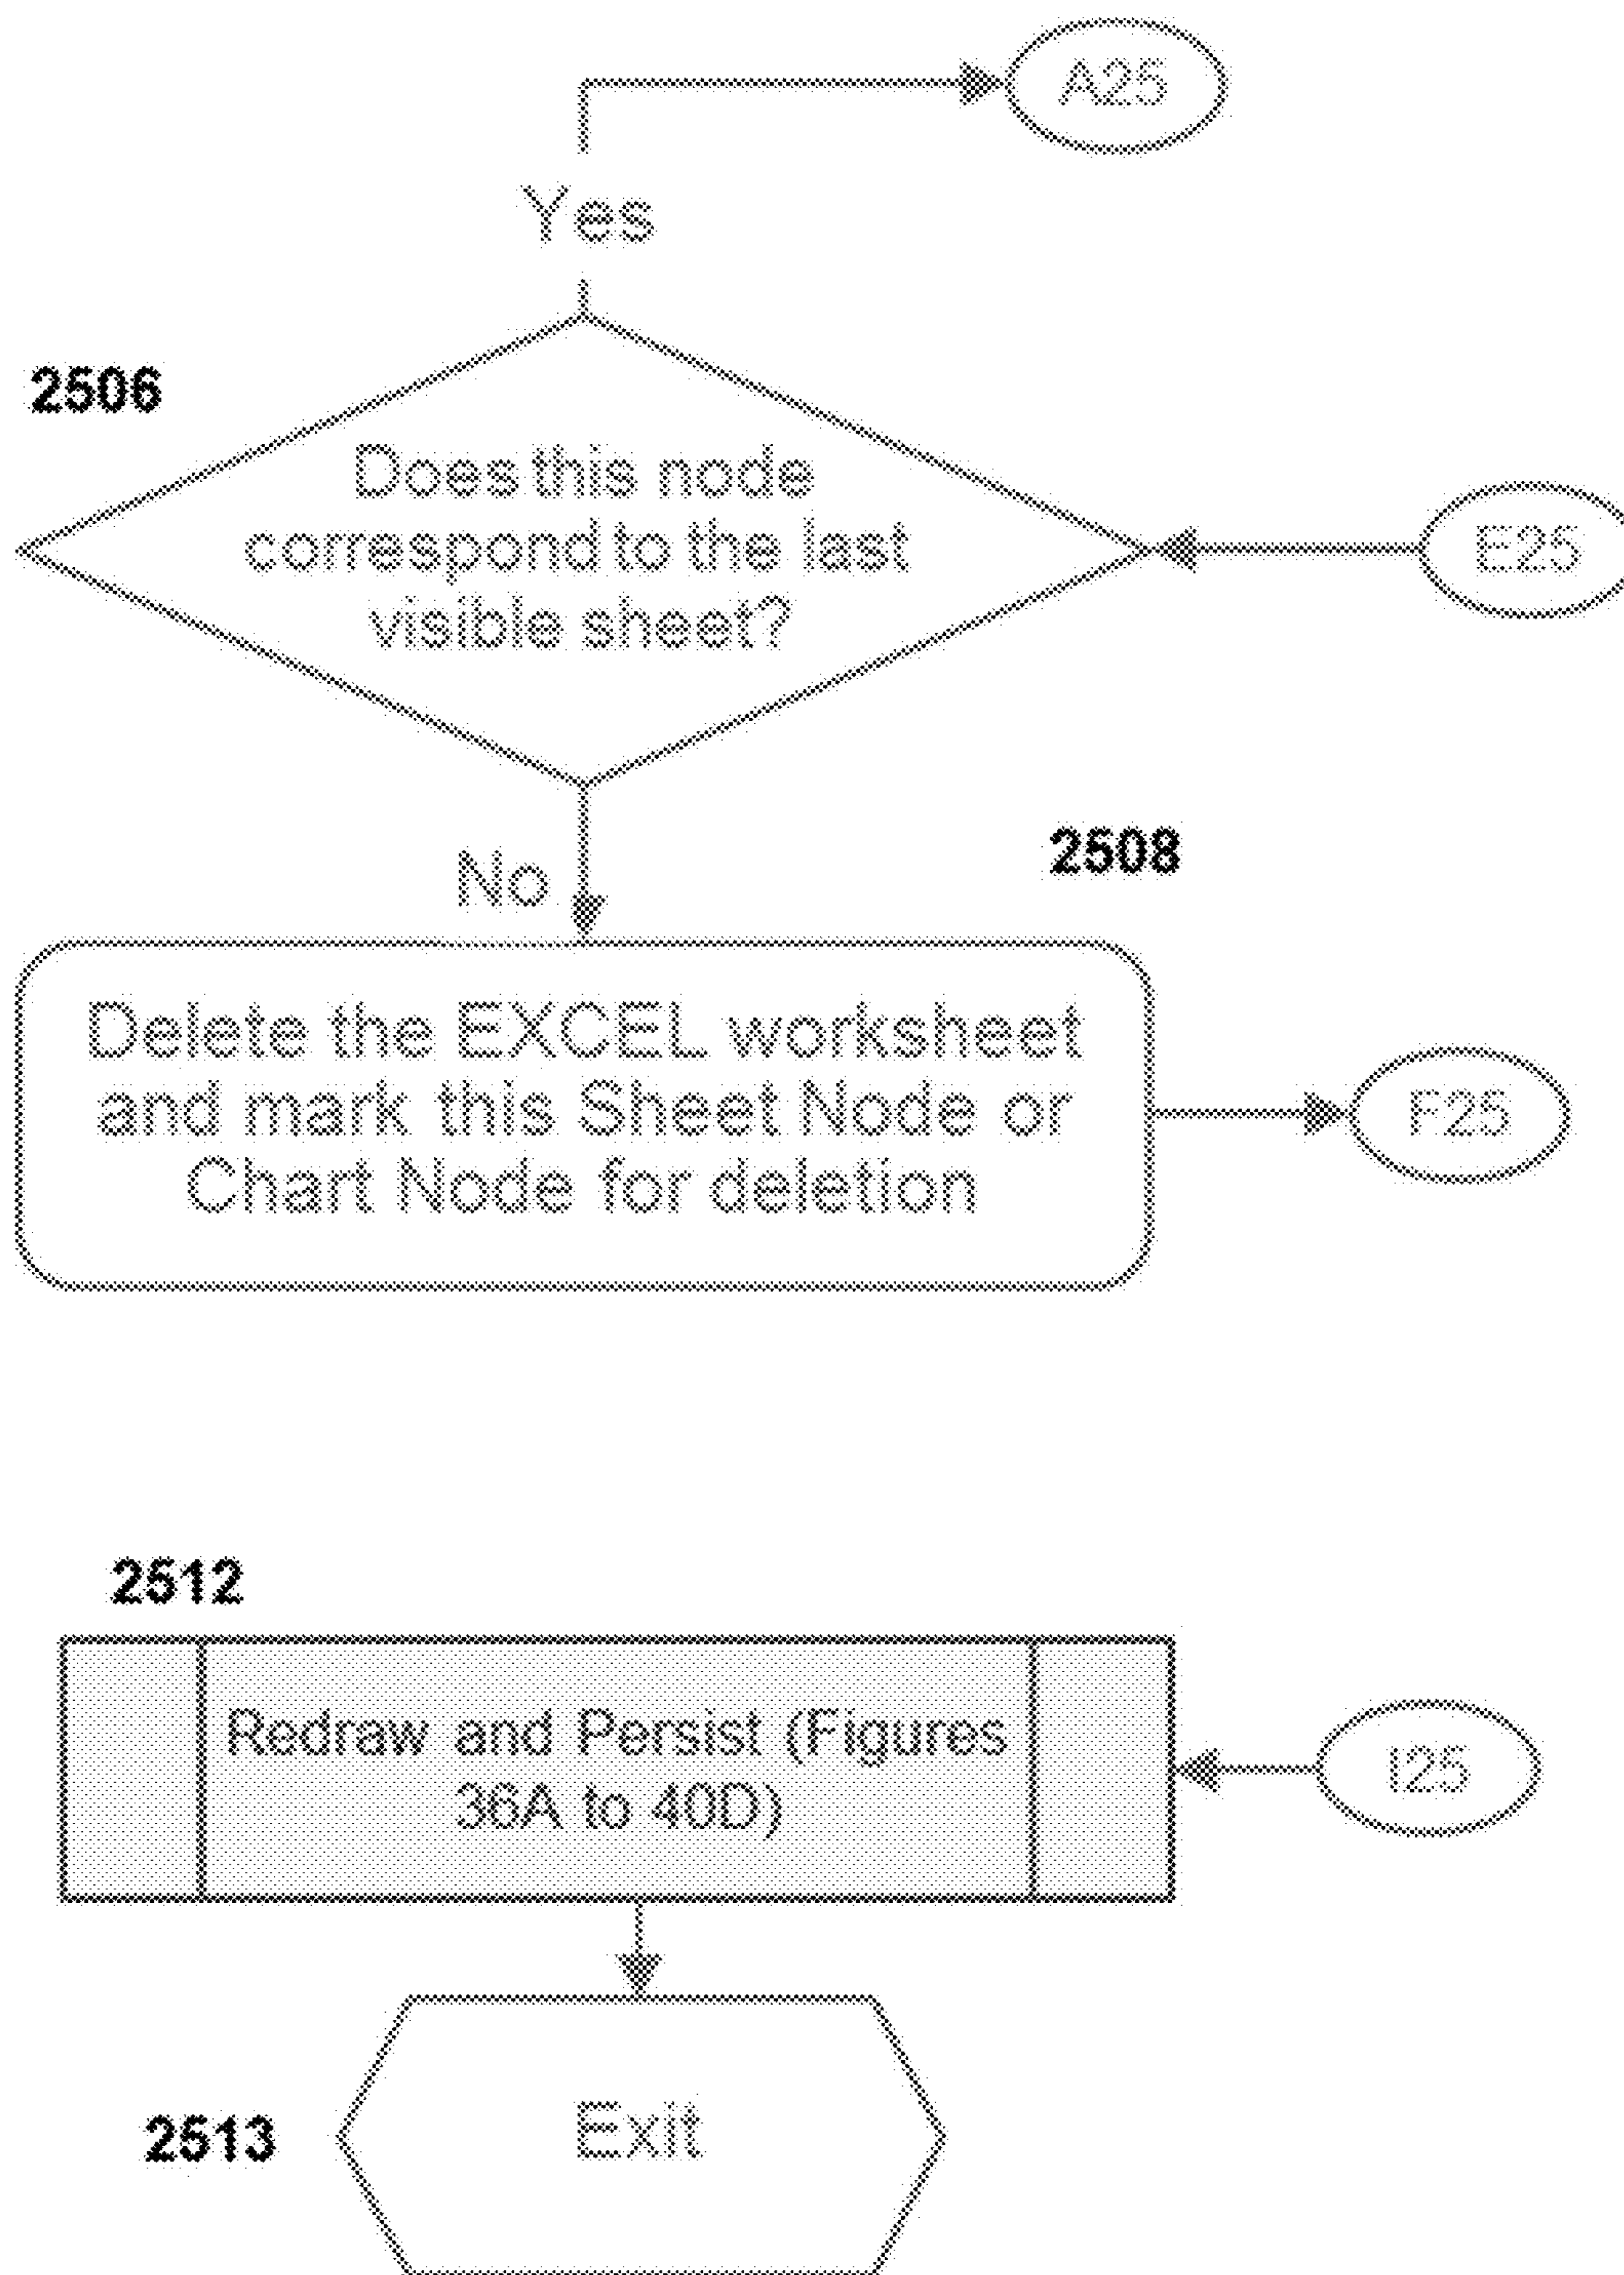 A25
Yes
2506
Does this node
correspond to the last
visible sheet?
E25
No
2508
Delete the EXCEL worksheet
and mark this Sheet Node or
Chart Node for deletion
F25
2512
Redraw and Persist (Figures
36A to 40D)
I25
2513
Exit